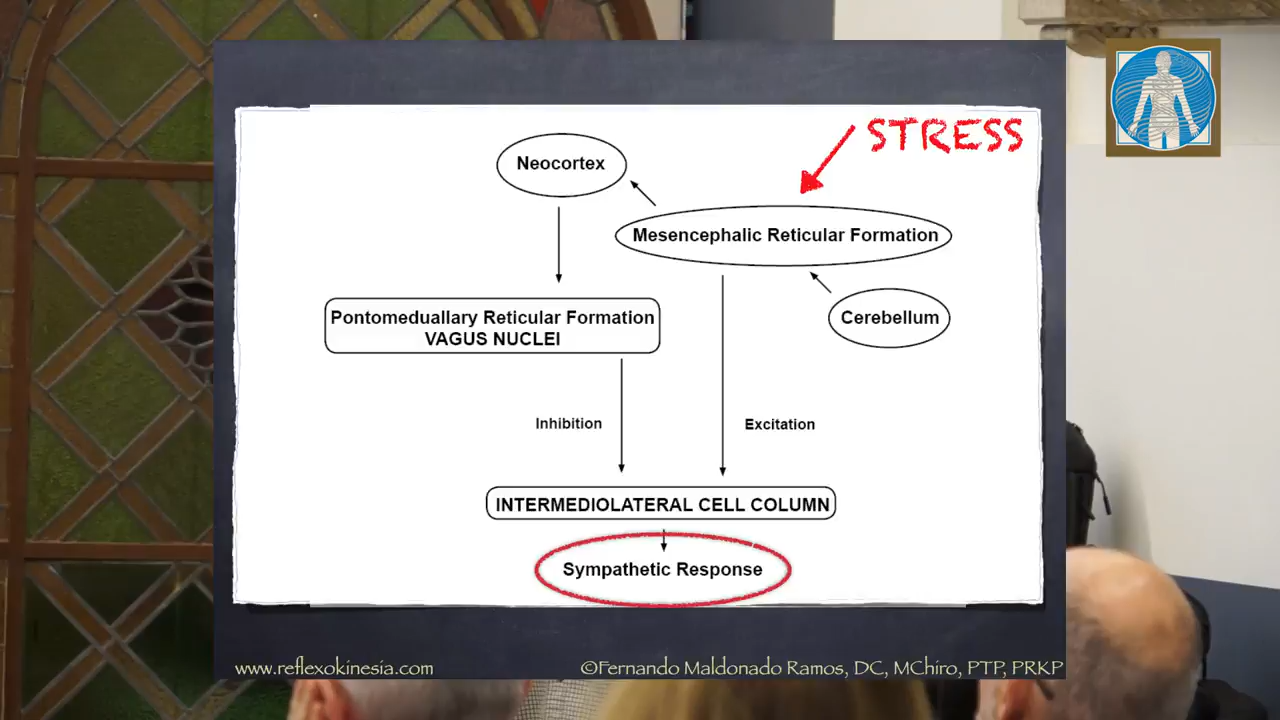 STRESS
Neocortex
Mesencephalic Reticular Formation
Cerebellum
Pontomeduallary Reticular Formation
VAGUS NUCLEI
Inhibition
Excitation
INTERMEDIOLATERAL CELL COLUMN
Sympathetic Response
www.reflexokinesia.com
©Fernando Maldonado Ramos, DC, MChiro, PTP, PRKP